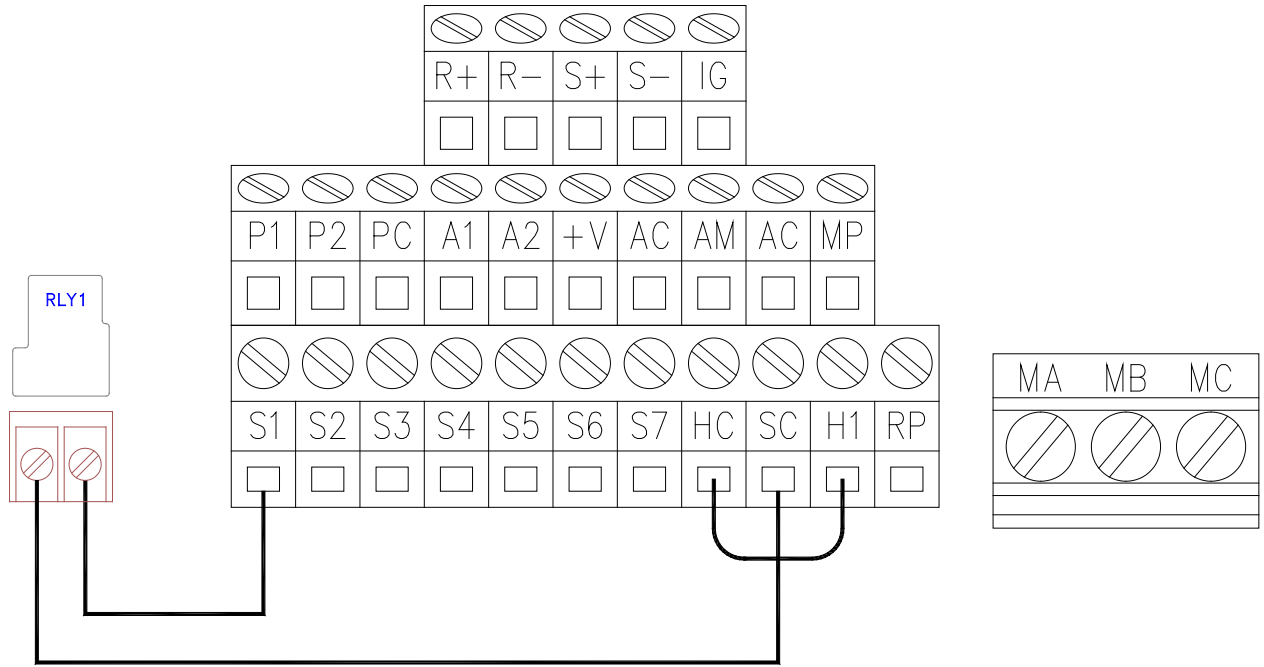 R+ R- S+ S- IG
P1 P2 PC A1 A2 +V AC AM AC MP
RLY1
MA MB MC
S1 S2 S3 S4 S5 S6 S7 HC SC H1 RP